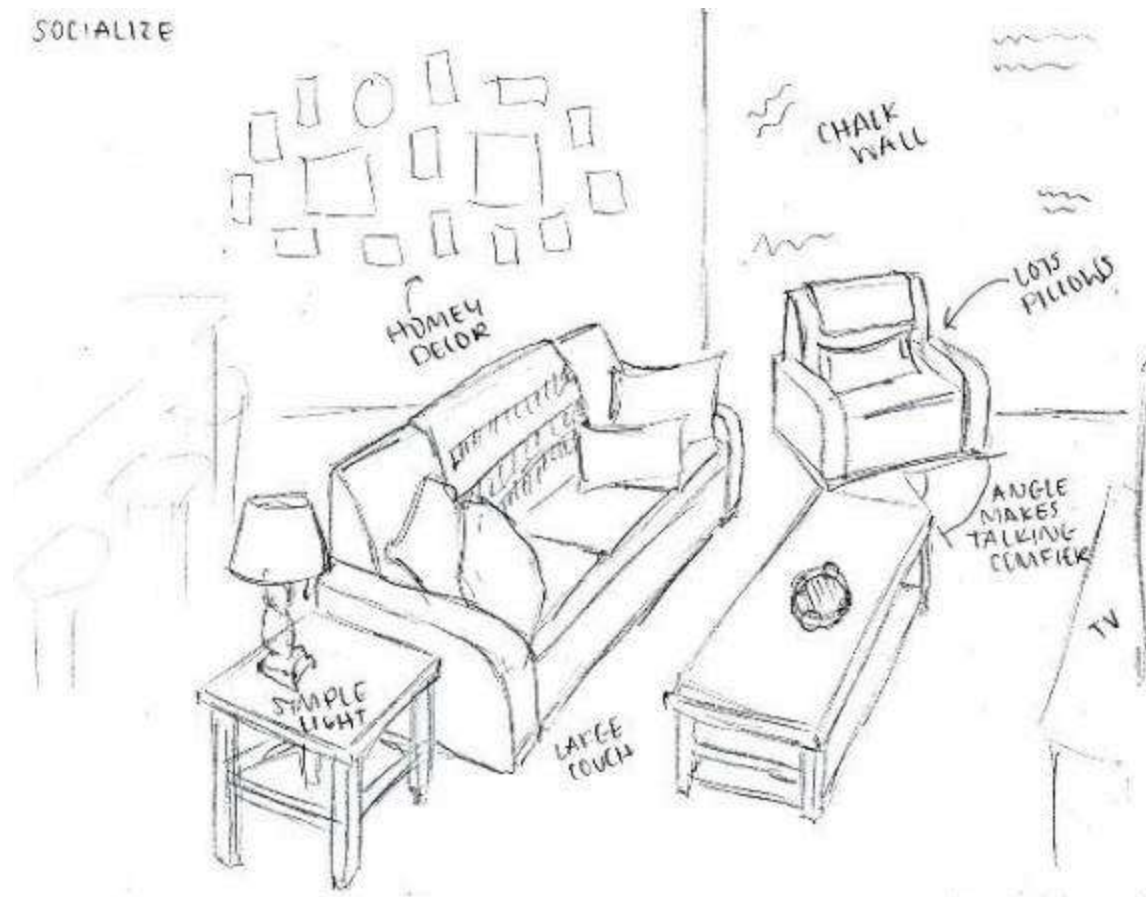 SOCIALIZE
CHALK
WALL
LOTS
PILLOWS
HOMEY
DECOR
ANGLE
MAKES
TALKING
COMFIER
TV
SIMPLE
LIGHT
LARGE
COUCH